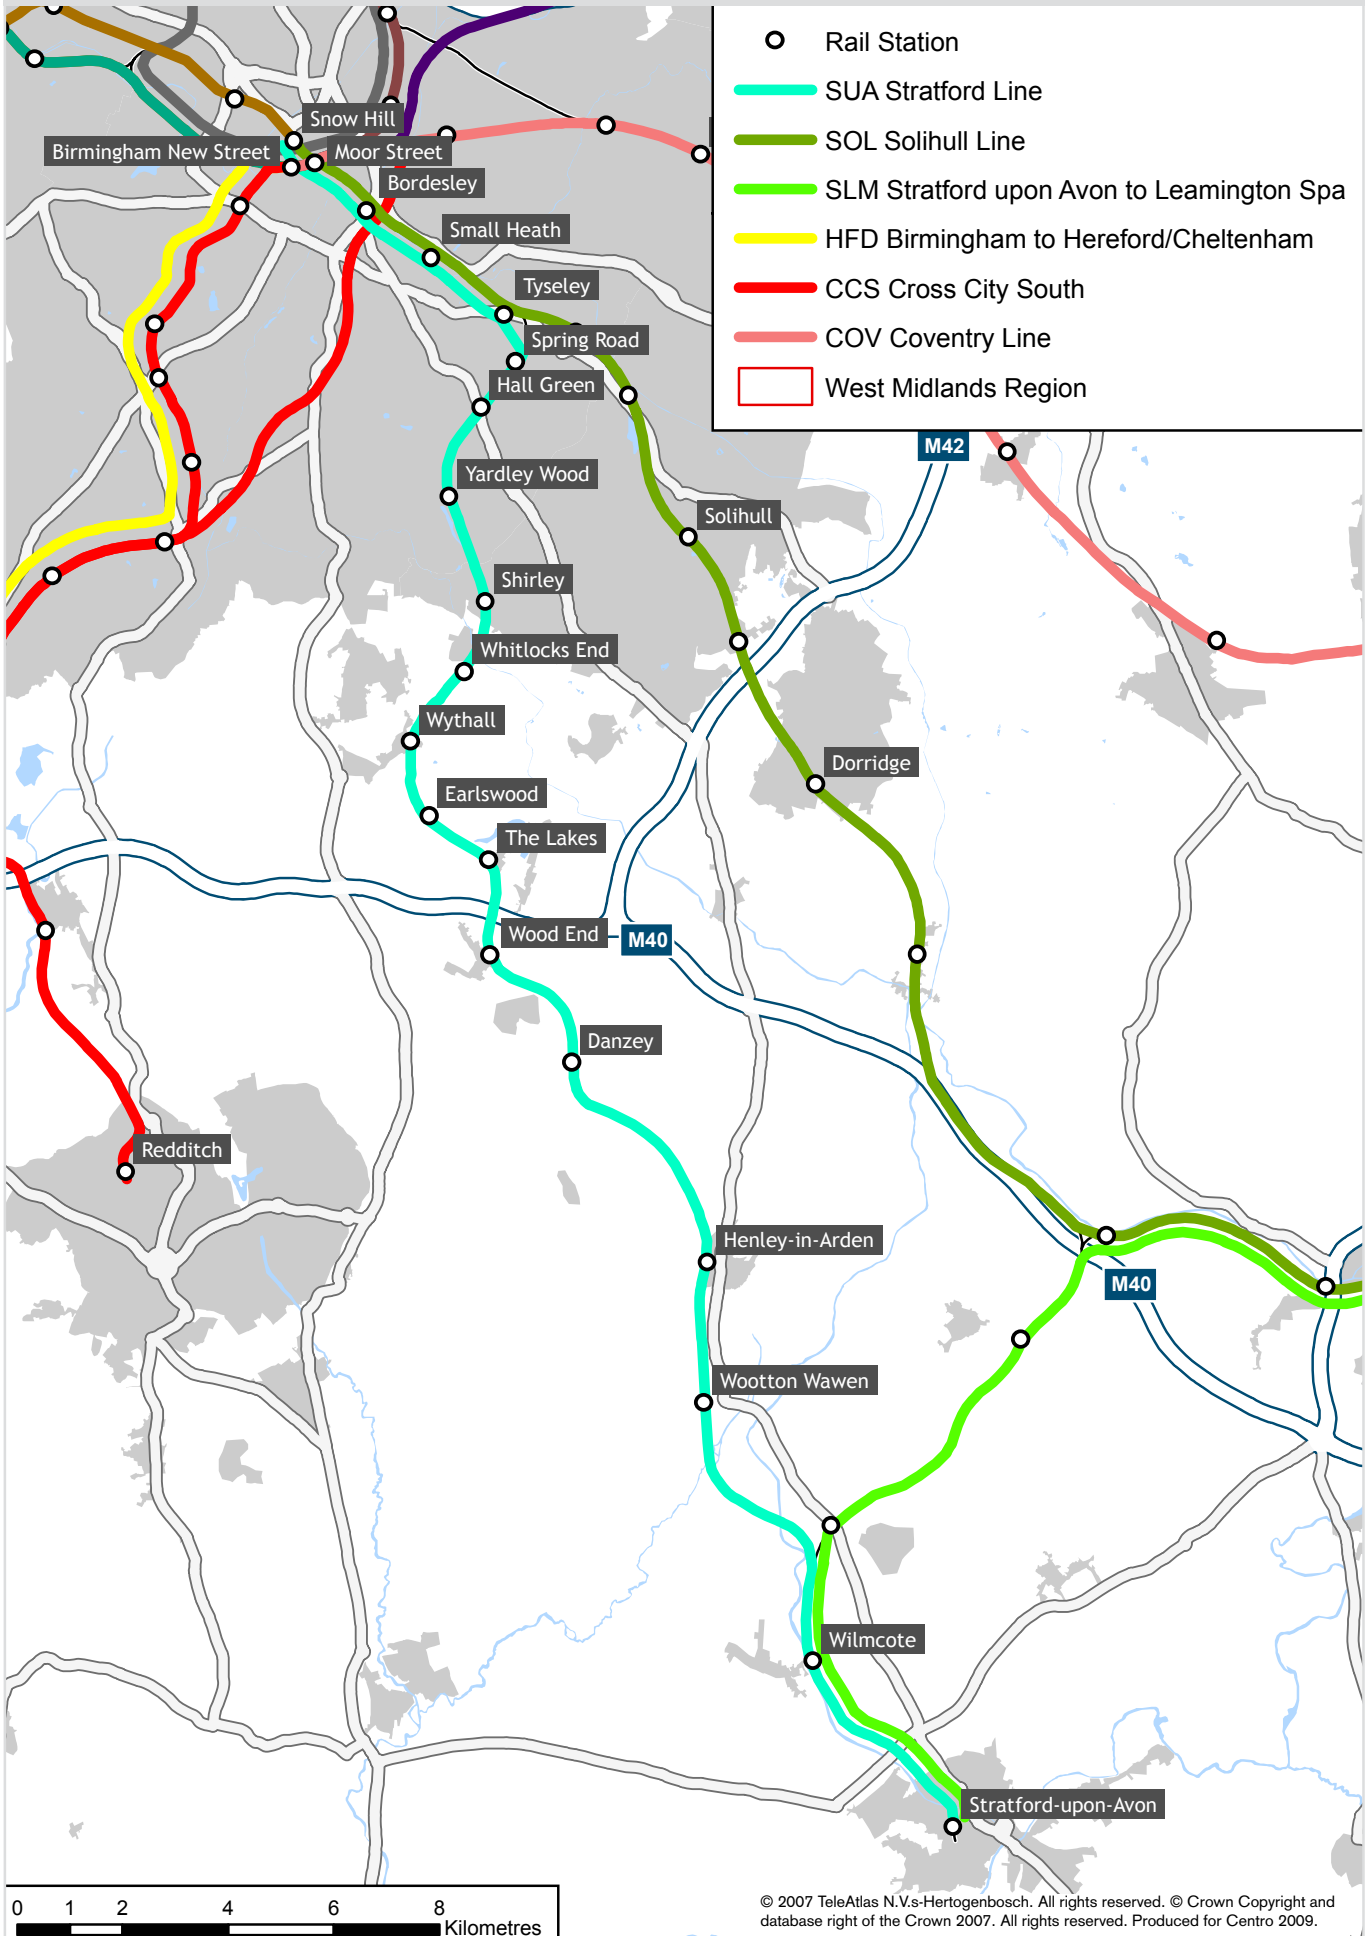 Rail Station
SUA Stratford Line
SOL Solihull Line
SLM Stratford upon Avon to Leamington Spa
HFD Birmingham to Hereford/Cheltenham
CCS Cross City South
COV Coventry Line
West Midlands Region
Snow Hill
Birmingham New Street
Moor Street
Bordesley
Small Heath
Tyseley
Spring Road
Hall Green
M42
Yardley Wood
Solihull
Shirley
Whitlocks End
Wythall
Dorridge
Earlswood
The Lakes
Wood End
M40
Danzey
Redditch
Henley-in-Arden
M40
Wootton Wawen
Wilmcote
Stratford-upon-Avon
0 1 2 4 6 8
Kilometres
© 2007 TeleAtlas N.V.s-Hertogenbosch. All rights reserved. © Crown Copyright and
database right of the Crown 2007. All rights reserved. Produced for Centro 2009.